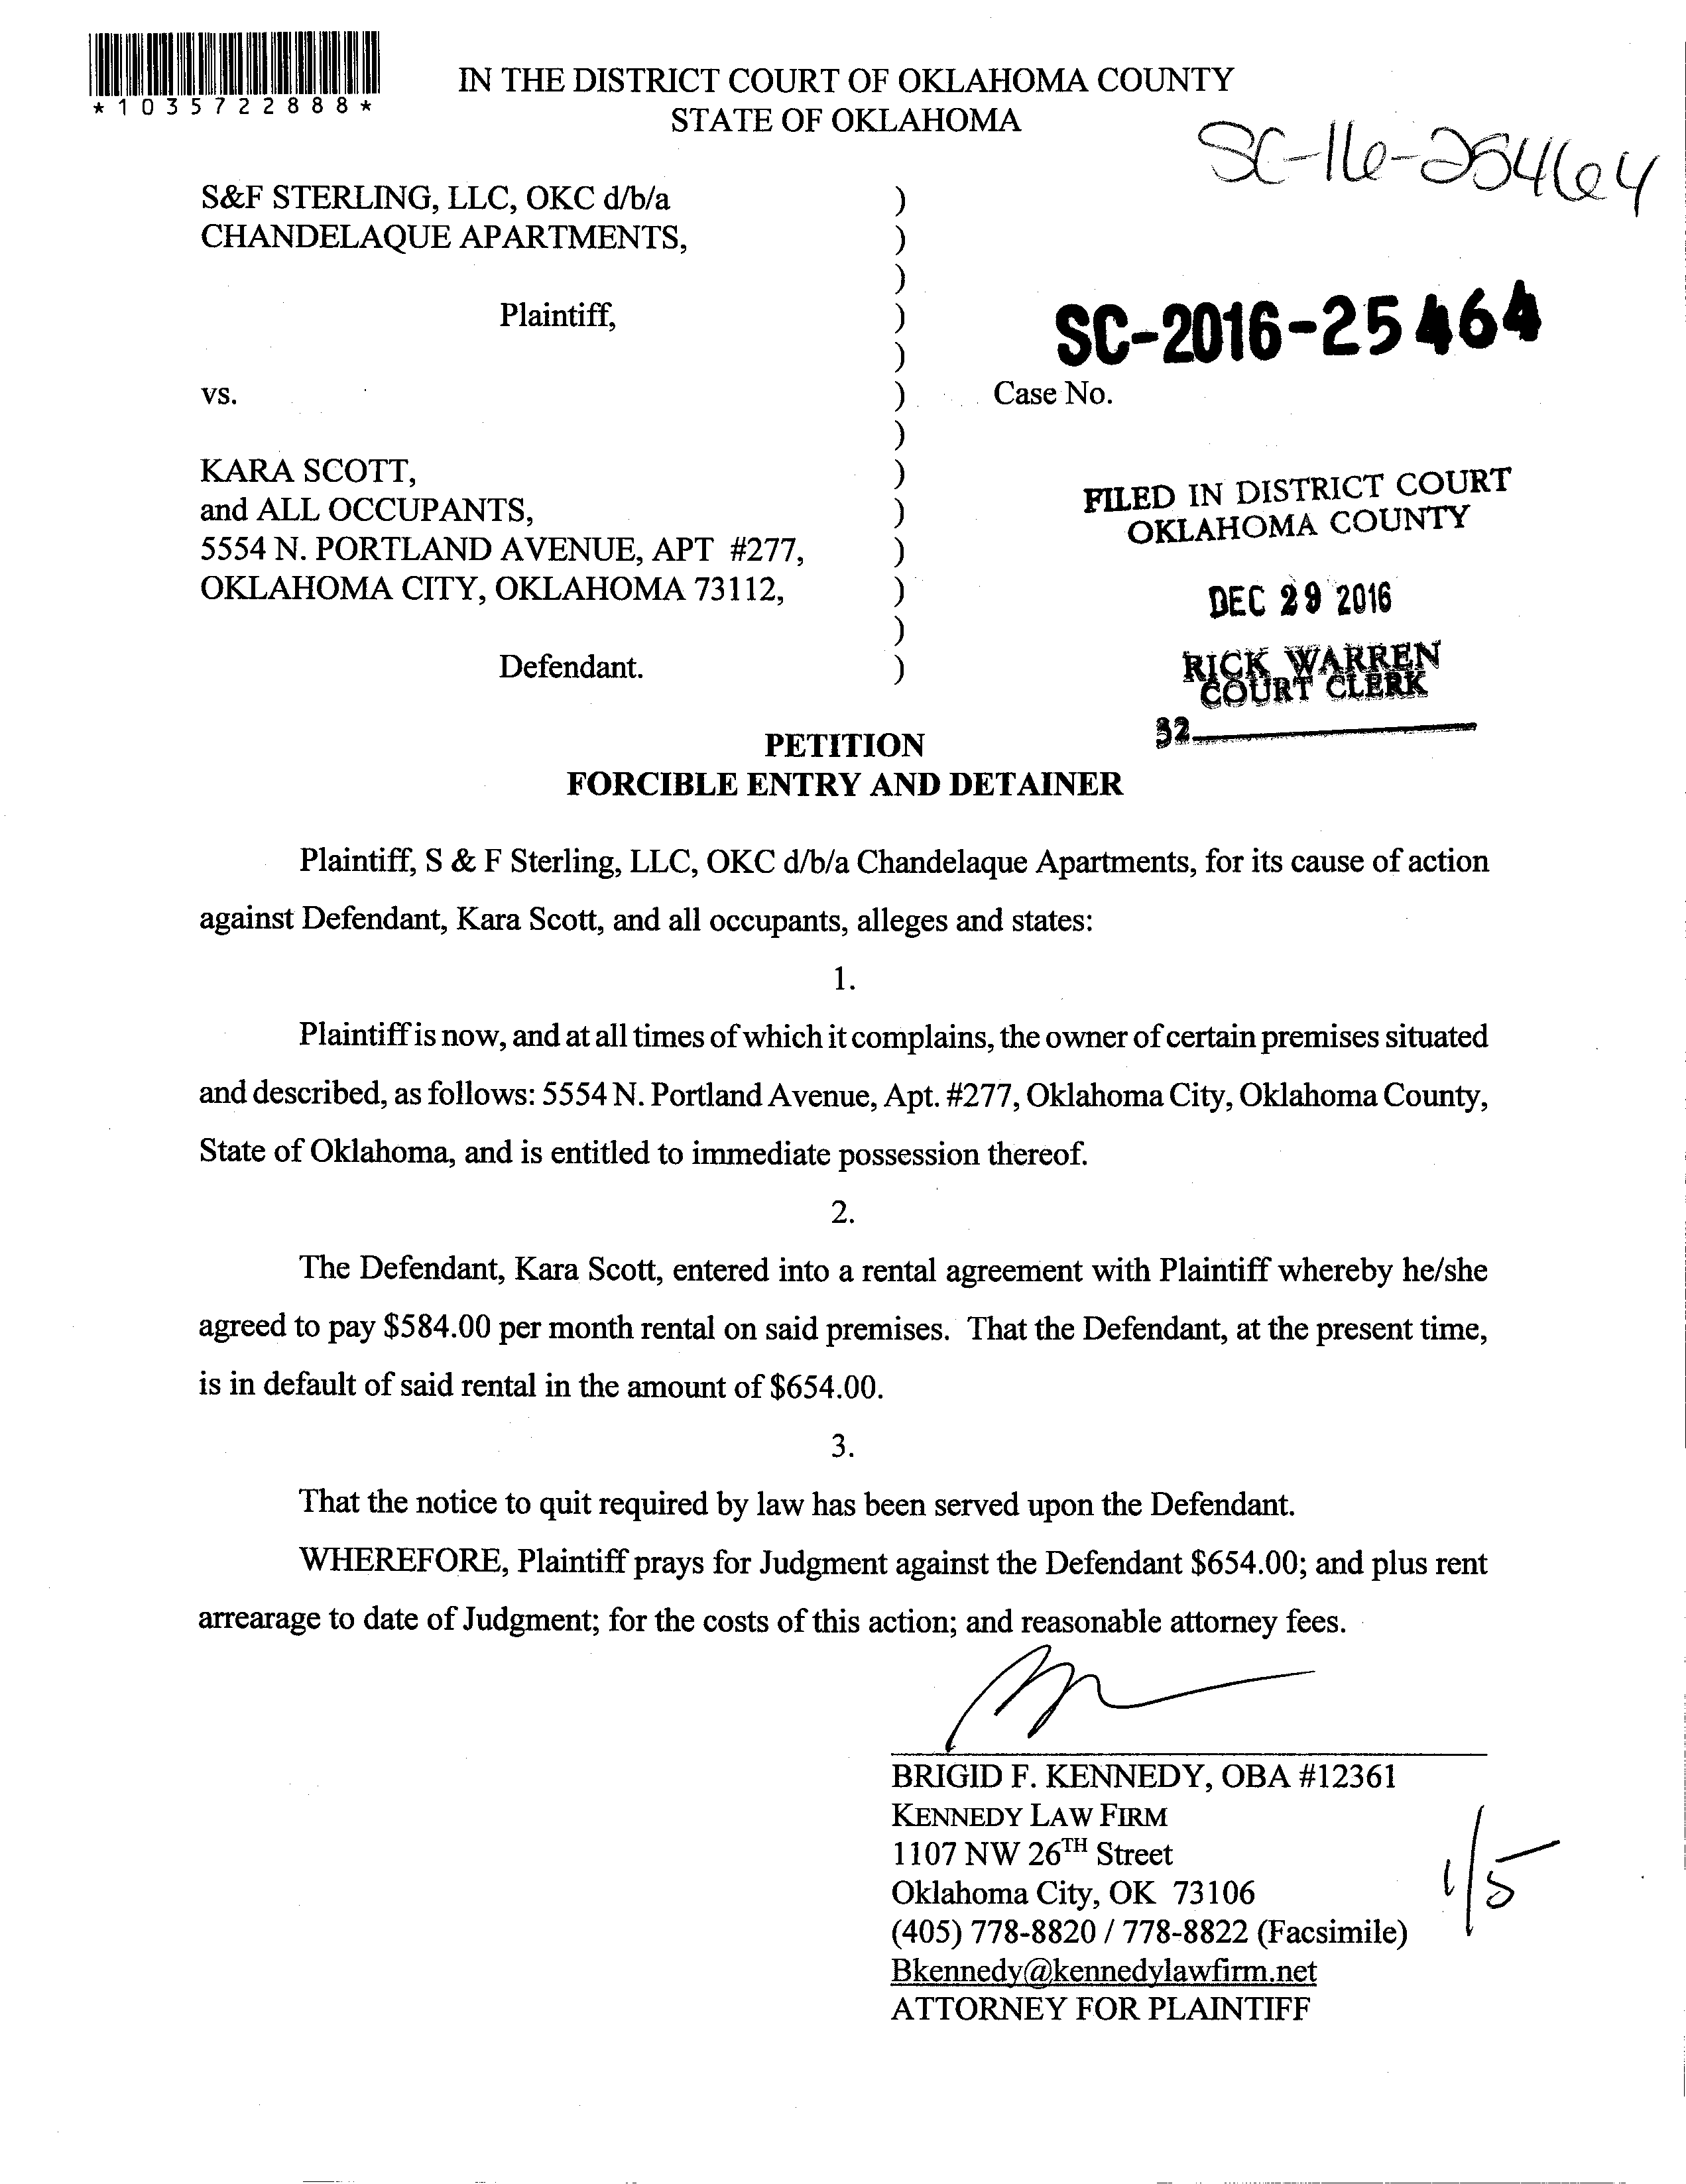 *1035722888*
IN THE DISTRICT COURT OF OKLAHOMA COUNTY
STATE OF OKLAHOMA
SC-16-25464
S&F STERLING, LLC, OKC d/b/a )
CHANDELAQUE APARTMENTS, )
)
Plaintiff, )
SC-2016-25464
)
vs. ) Case No.
)
KARA SCOTT, )
and ALL OCCUPANTS, )
5554 N. PORTLAND AVENUE, APT #277, )
OKLAHOMA CITY, OKLAHOMA 73112, )
)
Defendant. )
FILED IN DISTRICT COURT
OKLAHOMA COUNTY
DEC 29 2016
RICK WARREN
COURT CLERK
32
PETITION
FORCIBLE ENTRY AND DETAINER
Plaintiff, S & F Sterling, LLC, OKC d/b/a Chandelaque Apartments, for its cause of action
against Defendant, Kara Scott, and all occupants, alleges and states:
1.
Plaintiff is now, and at all times of which it complains, the owner of certain premises situated
and described, as follows: 5554 N. Portland Avenue, Apt. #277, Oklahoma City, Oklahoma County,
State of Oklahoma, and is entitled to immediate possession thereof.
2.
The Defendant, Kara Scott, entered into a rental agreement with Plaintiff whereby he/she
agreed to pay $584.00 per month rental on said premises. That the Defendant, at the present time,
is in default of said rental in the amount of $654.00.
3.
That the notice to quit required by law has been served upon the Defendant.
WHEREFORE, Plaintiff prays for Judgment against the Defendant $654.00; and plus rent
arrearage to date of Judgment; for the costs of this action; and reasonable attorney fees.
BRIGID F. KENNEDY, OBA #12361
KENNEDY LAW FIRM
1107 NW 26TH Street
Oklahoma City, OK 73106
(405) 778-8820 / 778-8822 (Facsimile)
Bkennedy@kennedylawfirm.net
ATTORNEY FOR PLAINTIFF
1/5